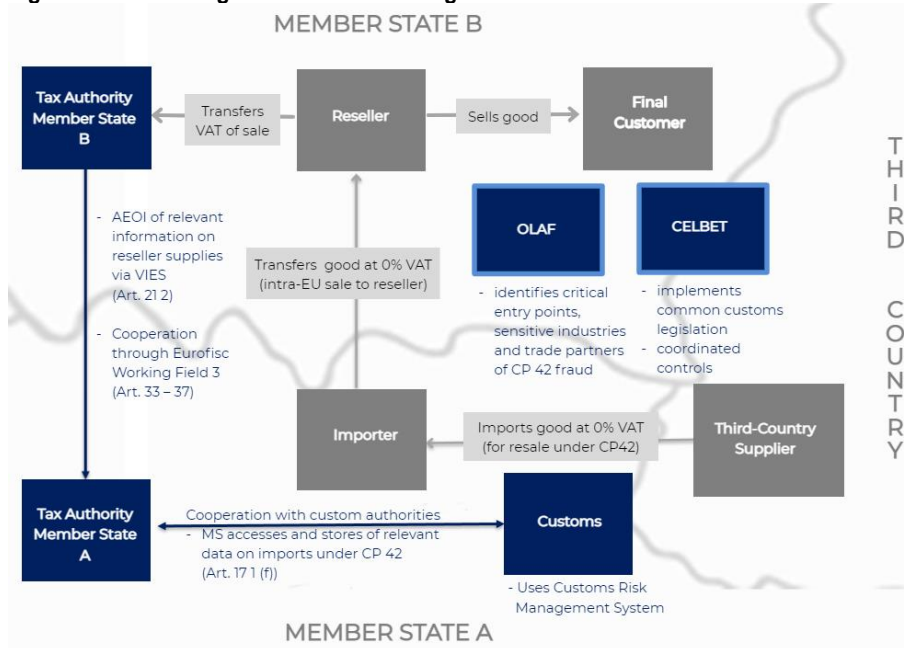 MEMBER STATE B
Tax Authority
Member State
B
Transfers
VAT of sale
Reseller
Sells good
Final
Customer
THIRD COUNTRY
- AEOI of relevant
information on
reseller supplies
via VIES
(Art. 21 2)
- Cooperation
through Eurofisc
Working Field 3
(Art. 33 – 37)
Transfers good at 0% VAT
(intra-EU sale to reseller)
OLAF
- identifies critical
entry points,
sensitive industries
and trade partners
of CP 42 fraud
CELBET
- implements
common customs
legislation
- coordinated
controls
Importer
Imports good at 0% VAT
(for resale under CP42)
Third-Country
Supplier
Tax Authority
Member State
A
Cooperation with custom authorities
- MS accesses and stores of relevant
data on imports under CP 42
(Art. 17 1 (f))
Customs
- Uses Customs Risk
Management System
MEMBER STATE A